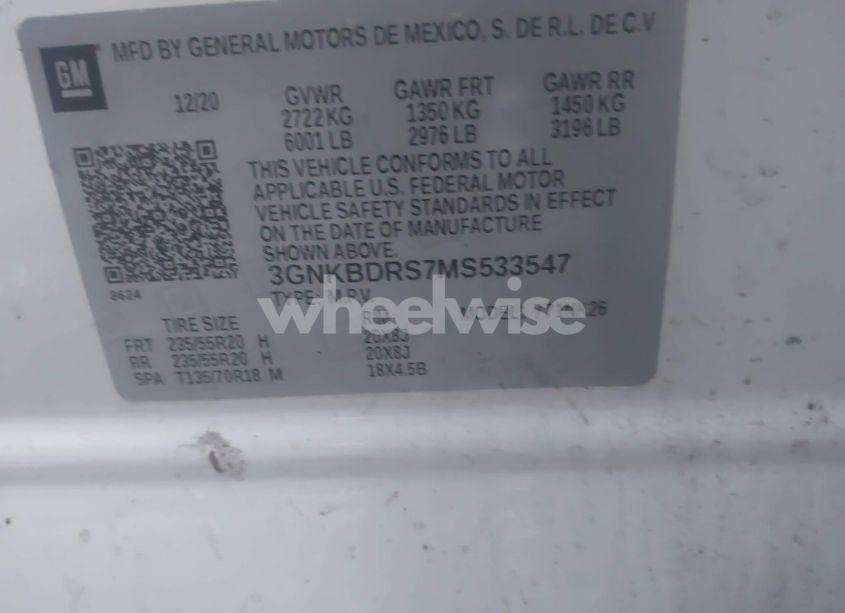 GM
MFD BY GENERAL MOTORS DE MEXICO, S. DE R.L. DE C.V
12/20 GVWR GAWR FRT GAWR RR
2722 KG 1350 KG 1450 KG
6001 LB 2976 LB 3196 LB
THIS VEHICLE CONFORMS TO ALL
APPLICABLE U.S. FEDERAL MOTOR
VEHICLE SAFETY STANDARDS IN EFFECT
ON THE DATE OF MANUFACTURE
SHOWN ABOVE.
3GNKBDRS7MS533547
8624
TYPE: M.P.V.
MODEL:
wheelwise
TIRE SIZE
FRT 235/55R20 H 20X8J
RR 235/55R20 H 20X8J
SPA T135/70R18 M 18X4.5B